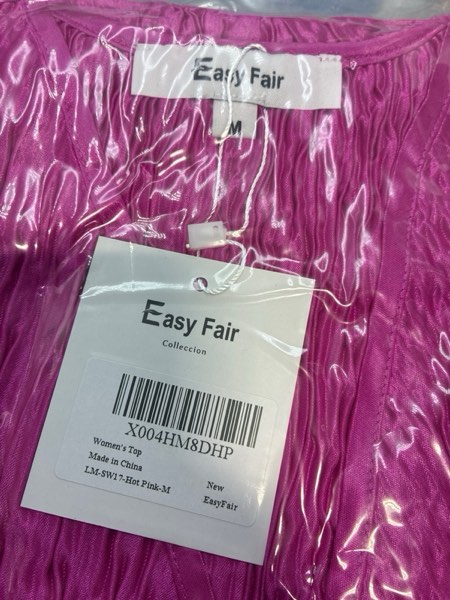 Easy Fair
M
Easy Fair
Colleccion
X004HM8DHP
Women's Top
Made in China
LM-SW17-Hot Pink-M
New
EasyFair